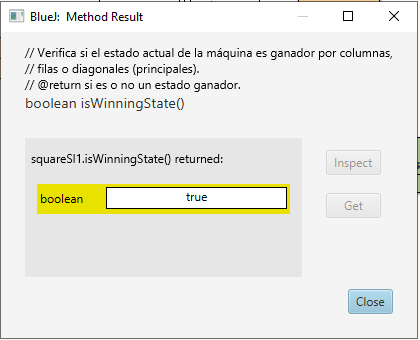 BlueJ: Method Result
// Verifica si el estado actual de la máquina es ganador por columnas,
// filas o diagonales (principales).
// @return si es o no un estado ganador.
boolean isWinningState()
squareSl1.isWinningState() returned:
Inspect
boolean
true
Get
Close